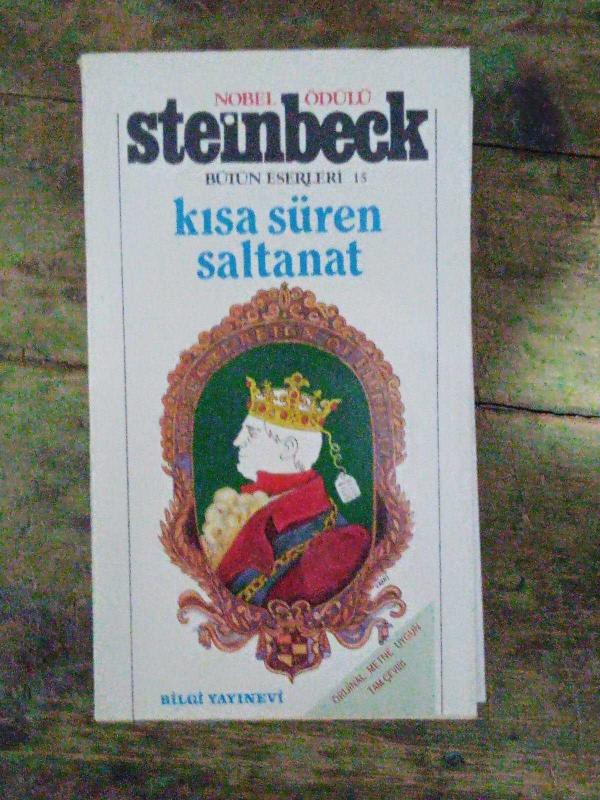 NOBEL ÖDÜLÜ
steinbeck
BÜTÜN ESERLERİ 15
kısa süren
saltanat
BİLGİ YAYINEVİ
ORİJİNAL METNE UYGUN
TAM ÇEVİRİ